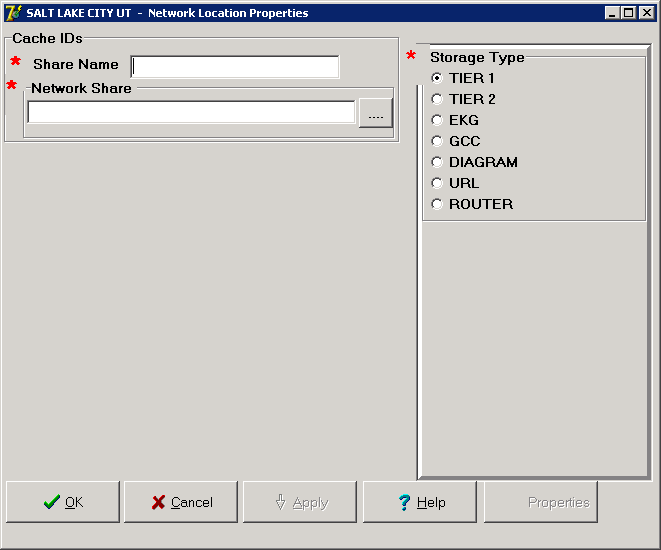 SALT LAKE CITY UT - Network Location Properties
Cache IDs
* Share Name
* Network Share
....
* Storage Type
TIER 1
TIER 2
EKG
GCC
DIAGRAM
URL
ROUTER
OK
Cancel
Apply
? Help
Properties